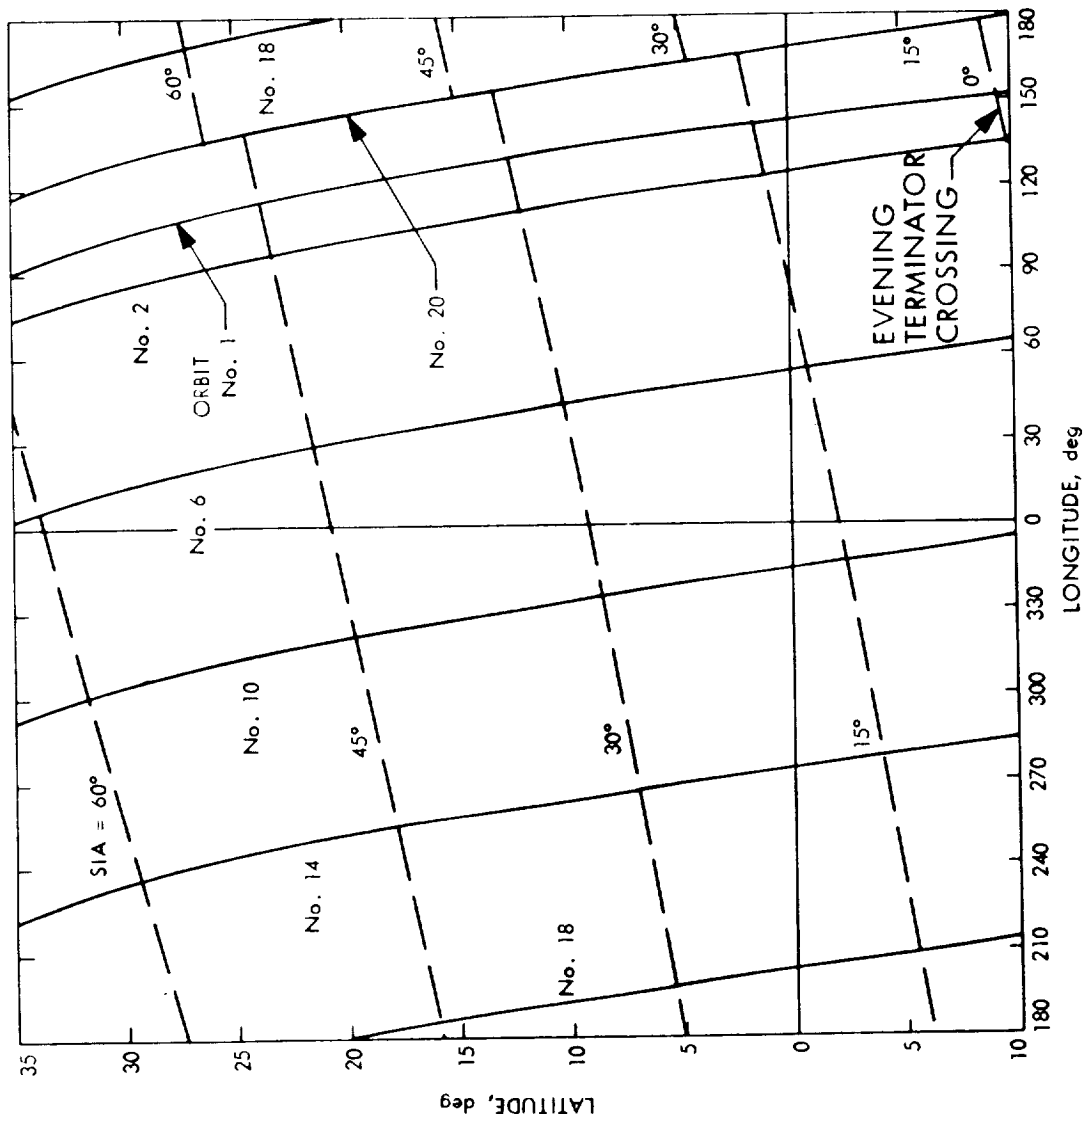 60°
No. 18
45°
30°
15°
0°
No. 2
ORBIT
No. 1
No. 20
EVENING
TERMINATOR
CROSSING
No. 6
No. 10
SIA = 60°
45°
30°
15°
No. 14
No. 18
35
30
25
20
15
10
5
0
5
10
LATITUDE, deg
180
210
240
270
300
330
0
30
60
90
120
150
180
LONGITUDE, deg